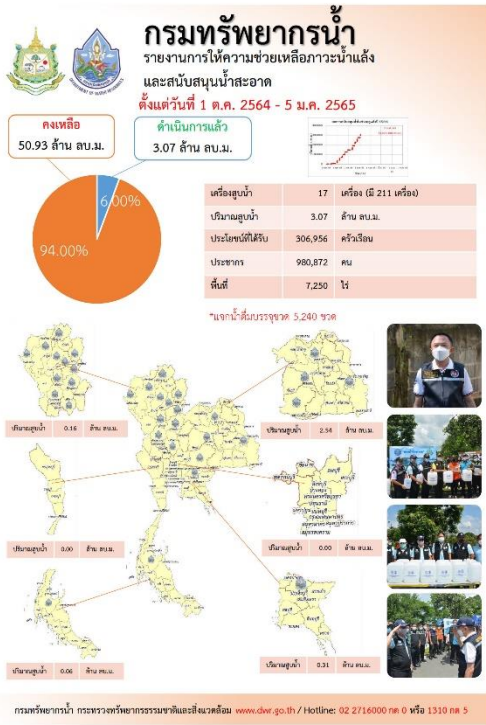 กรมทรัพยากรน้ำ
รายงานการให้ความช่วยเหลือภาวะน้ำแล้ง
และสนับสนุนน้ำสะอาด
ตั้งแต่วันที่ 1 ต.ค. 2564 - 5 ม.ค. 2565
คงเหลือ
50.93 ล้าน ลบ.ม.
ดำเนินการแล้ว
3.07 ล้าน ลบ.ม.
6.00%
94.00%
เครื่องสูบน้ำ 17 เครื่อง (มี 211 เครื่อง)
ปริมาณสูบน้ำ 3.07 ล้าน ลบ.ม.
ประโยชน์ที่ได้รับ 306,956 ครัวเรือน
ประชากร 980,872 คน
พื้นที่ 7,250 ไร่
*แจกน้ำดื่มบรรจุขวด 5,240 ขวด
ปริมาณสูบน้ำ 0.16 ล้าน ลบ.ม.
ปริมาณสูบน้ำ 2.54 ล้าน ลบ.ม.
ปริมาณสูบน้ำ 0.00 ล้าน ลบ.ม.
ปริมาณสูบน้ำ 0.00 ล้าน ลบ.ม.
ปริมาณสูบน้ำ 0.06 ล้าน ลบ.ม.
ปริมาณสูบน้ำ 0.31 ล้าน ลบ.ม.
กรมทรัพยากรน้ำ กระทรวงทรัพยากรธรรมชาติและสิ่งแวดล้อม www.dwr.go.th / Hotline: 02 2716000 กด 0 หรือ 1310 กด 5